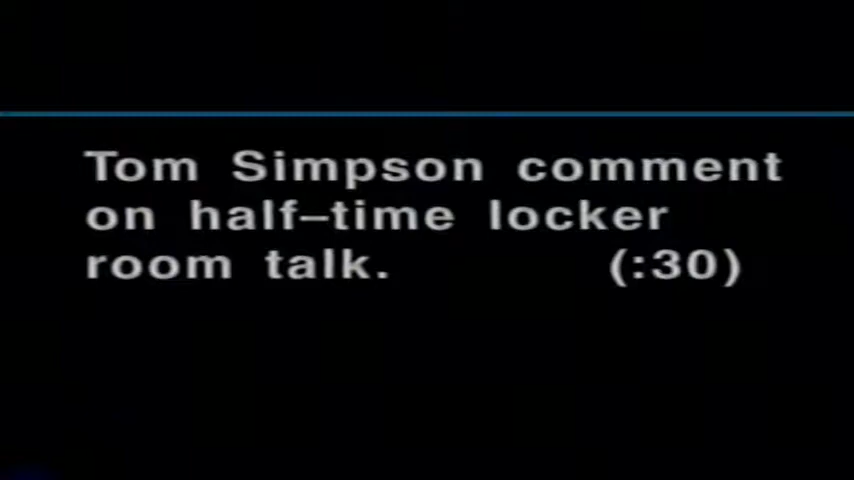 Tom Simpson comment
on half–time locker
room talk. (:30)